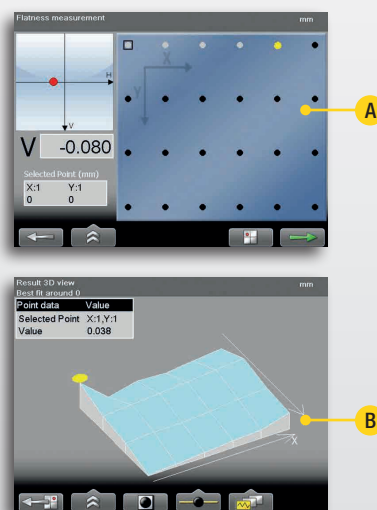 Flatness measurement mm
X
Y
H
V
V -0.080
Selected Point (mm)
X:1 Y:1
0 0
A
Result 3D view mm
Best fit around 0
Point data Value
Selected Point X:1,Y:1
Value 0.038
X
B